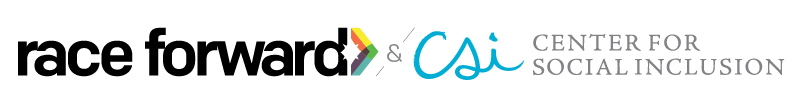 race forward & csi CENTER FOR
SOCIAL INCLUSION